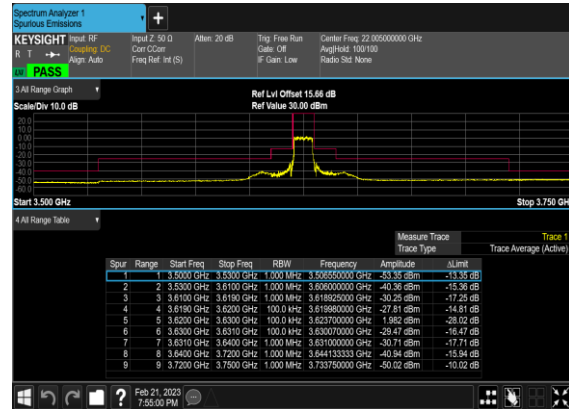 Spectrum Analyzer 1
Spurious Emissions
+
KEYSIGHT Input: RF Input Z: 50 Ω Atten: 20 dB Trig: Free Run Center Freq: 22.005000000 GHz
R T Coupling: DC Corr CCorr Gate: Off Avg|Hold: 100/100
Align: Auto Freq Ref: Int (S) IF Gain: Low Radio Std: None
PASS
3 All Range Graph
Ref Lvl Offset 15.66 dB
Scale/Div 10.0 dB Ref Value 30.00 dBm
20.0
10.0
0.00
-10.0
-20.0
-30.0
-40.0
-50.0
-60.0
Start 3.500 GHz Stop 3.750 GH
4 All Range Table
Measure Trace Trace 1
Trace Type Trace Average (Active)
Spur Range Start Freq Stop Freq RBW Frequency Amplitude ΔLimit
1 1 3.5000 GHz 3.5300 GHz 1.000 MHz 3.506550000 GHz -53.35 dBm -13.35 dB
2 2 3.5300 GHz 3.6100 GHz 1.000 MHz 3.606000000 GHz -40.36 dBm -15.36 dB
3 3 3.6100 GHz 3.6190 GHz 1.000 MHz 3.618925000 GHz -30.25 dBm -17.25 dB
4 4 3.6190 GHz 3.6200 GHz 100.0 kHz 3.619980000 GHz -27.81 dBm -14.81 dB
5 5 3.6200 GHz 3.6300 GHz 100.0 kHz 3.623700000 GHz 1.982 dBm -28.02 dB
6 6 3.6300 GHz 3.6310 GHz 100.0 kHz 3.630070000 GHz -29.47 dBm -16.47 dB
7 7 3.6310 GHz 3.6400 GHz 1.000 MHz 3.631000000 GHz -30.71 dBm -17.71 dB
8 8 3.6400 GHz 3.7200 GHz 1.000 MHz 3.644133333 GHz -40.94 dBm -15.94 dB
9 9 3.7200 GHz 3.7500 GHz 1.000 MHz 3.733750000 GHz -50.02 dBm -10.02 dB
? Feb 21, 2023
7:55:00 PM